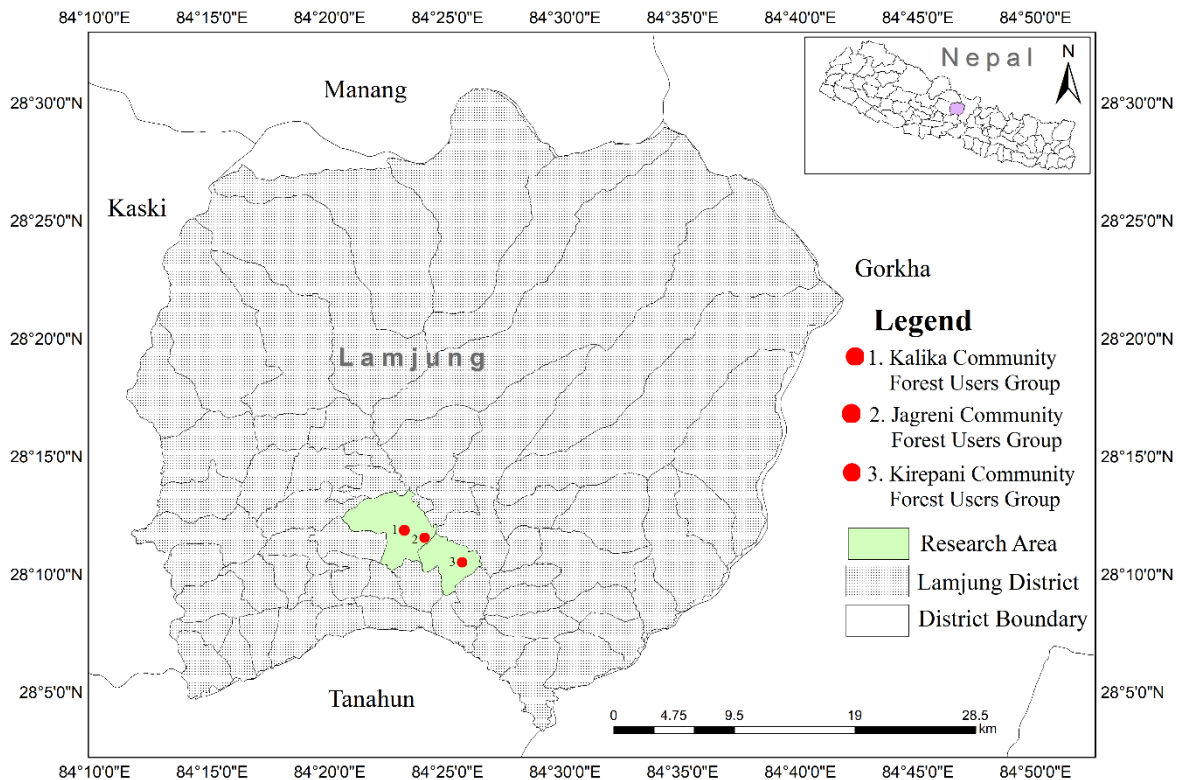 84°10'0"E 84°15'0"E 84°20'0"E 84°25'0"E 84°30'0"E 84°35'0"E 84°40'0"E 84°45'0"E 84°50'0"E
Nepal
N
Manang
28°30'0"N 28°30'0"N
Kaski
28°25'0"N 28°25'0"N
Gorkha
28°20'0"N 28°20'0"N
Lamjung
Legend
1. Kalika Community
Forest Users Group
2. Jagreni Community
Forest Users Group
3. Kirepani Community
Forest Users Group
28°15'0"N 28°15'0"N
1
2
3
Research Area
28°10'0"N 28°10'0"N
Lamjung District
District Boundary
28°5'0"N 28°5'0"N
Tanahun
0 4.75 9.5 19 28.5
km
84°10'0"E 84°15'0"E 84°20'0"E 84°25'0"E 84°30'0"E 84°35'0"E 84°40'0"E 84°45'0"E 84°50'0"E